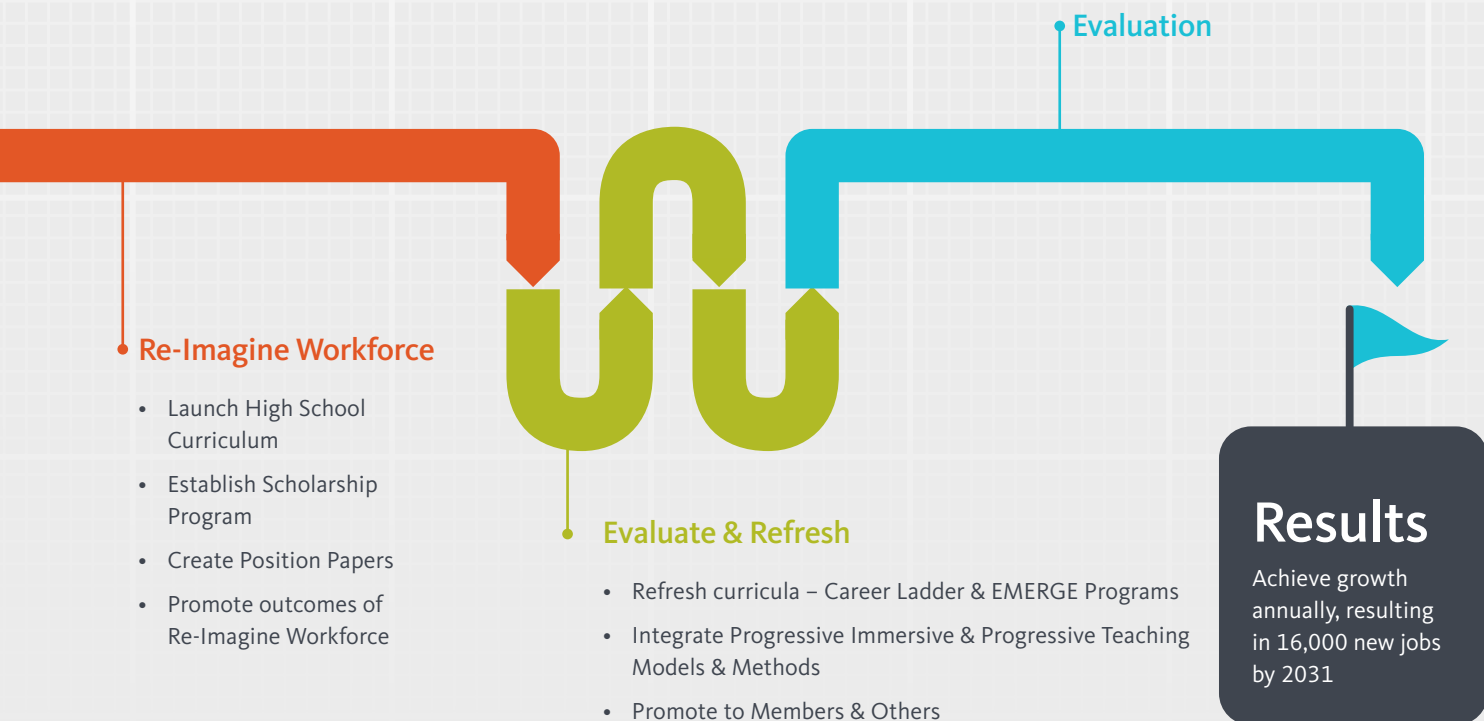 Evaluation
Re-Imagine Workforce
• Launch High School
Curriculum
• Establish Scholarship
Program
• Create Position Papers
• Promote outcomes of
Re-Imagine Workforce
Evaluate & Refresh
• Refresh curricula – Career Ladder & EMERGE Programs
• Integrate Progressive Immersive & Progressive Teaching
Models & Methods
• Promote to Members & Others
Results
Achieve growth
annually, resulting
in 16,000 new jobs
by 2031